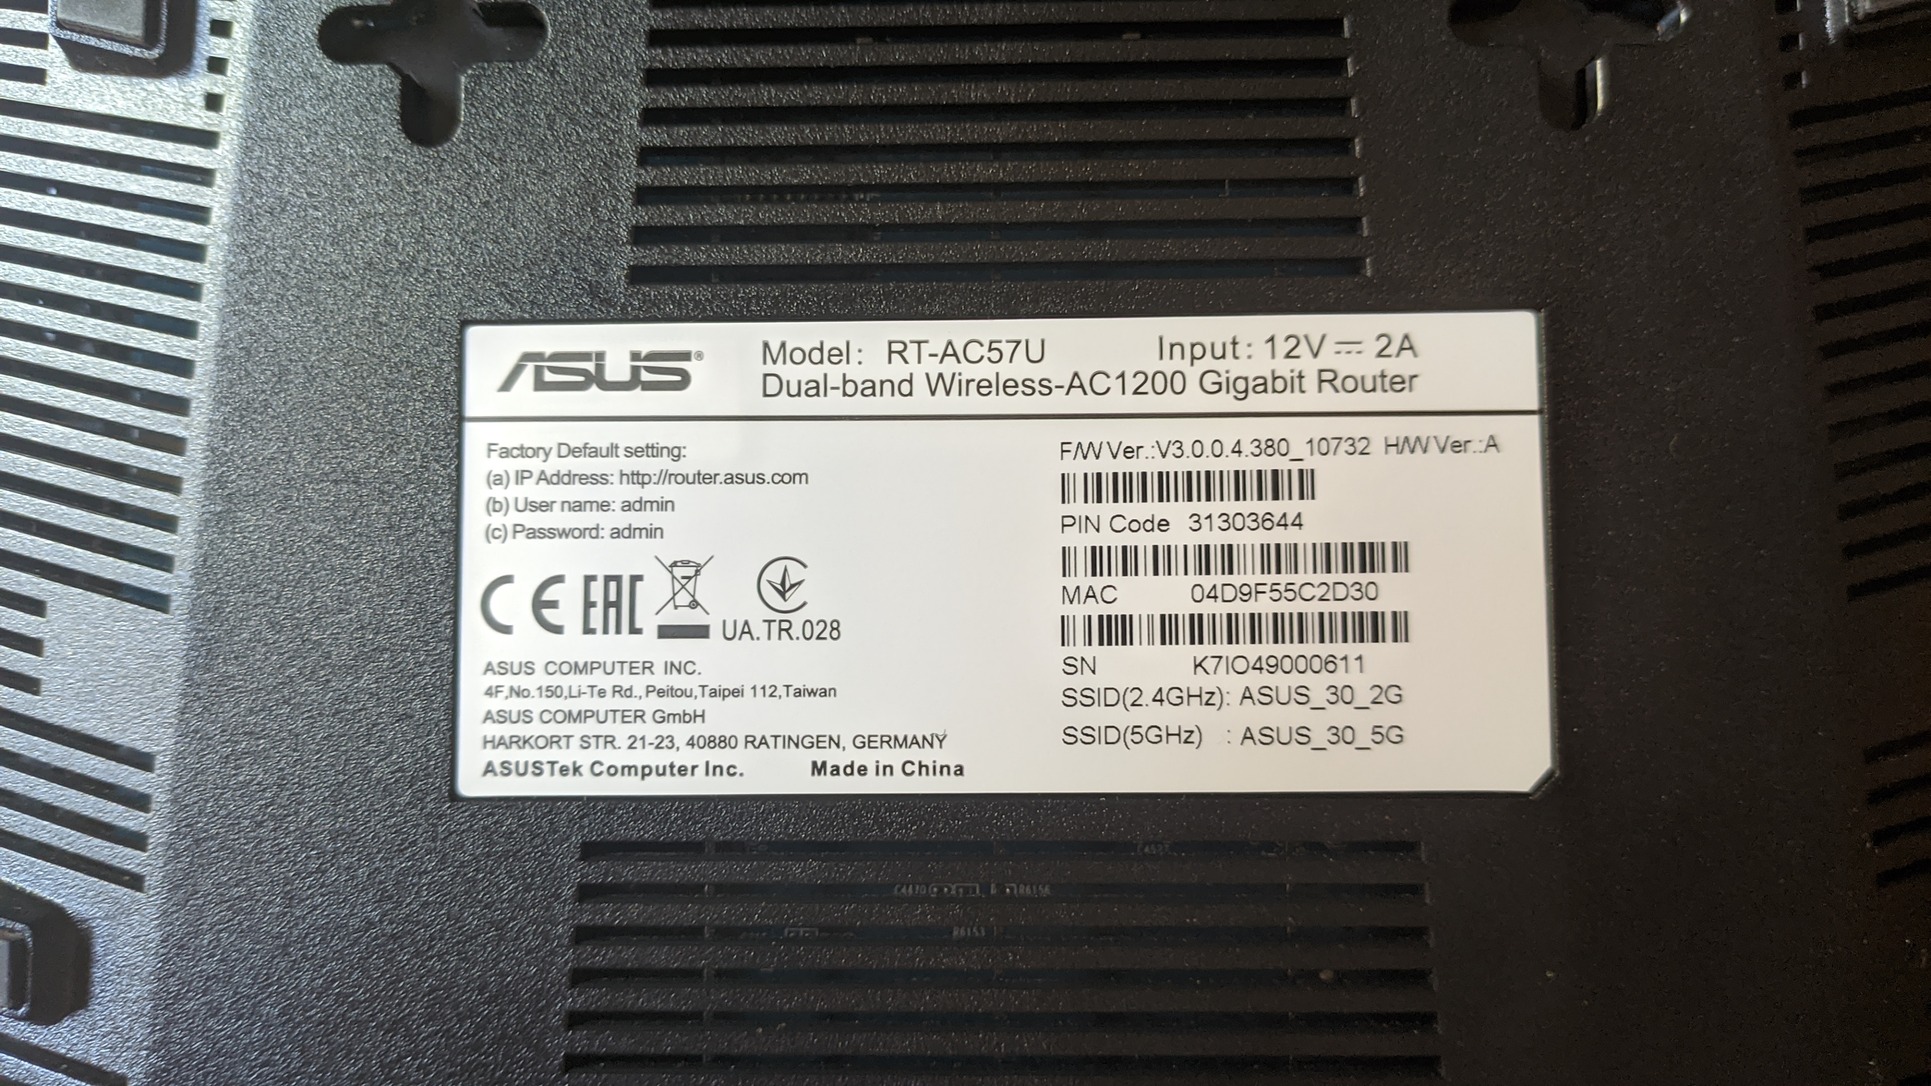 ASUS®
Model: RT-AC57U Input: 12V⎓2A
Dual-band Wireless-AC1200 Gigabit Router
Factory Default setting:
(a) IP Address: http://router.asus.com
(b) User name: admin
(c) Password: admin
CE EAC
UA.TR.028
ASUS COMPUTER INC.
4F,No.150,Li-Te Rd.,Peitou,Taipei 112,Taiwan
ASUS COMPUTER GmbH
HARKORT STR. 21-23, 40880 RATINGEN, GERMANY
ASUSTek Computer Inc. Made in China
F/W Ver.:V3.0.0.4.380_10732 H/W Ver.:A
PIN Code 31303644
MAC 04D9F55C2D30
SN K7IO49000611
SSID(2.4GHz): ASUS_30_2G
SSID(5GHz) : ASUS_30_5G
C4470 R6156
R6153